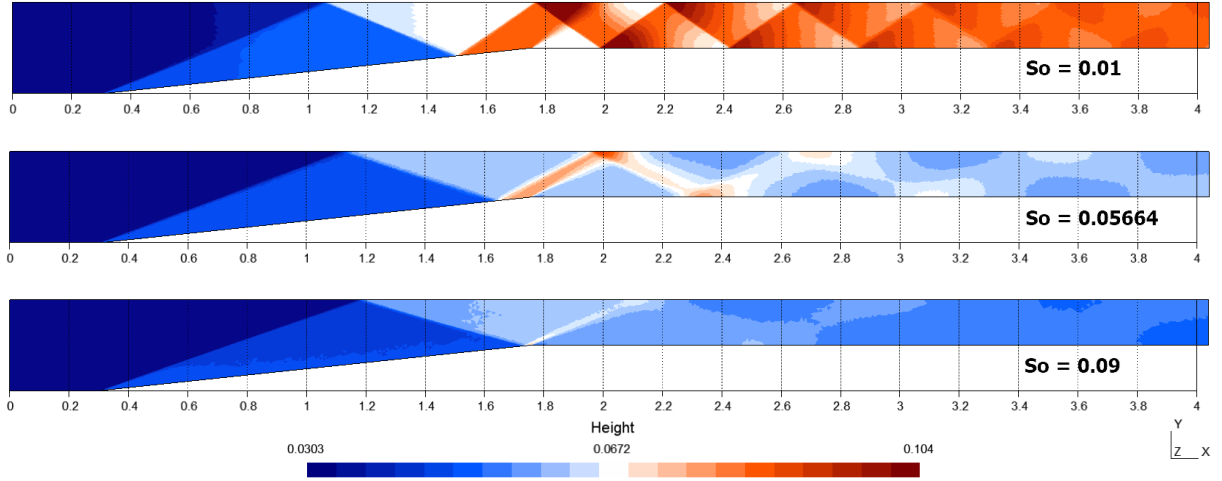 So = 0.01
0 0.2 0.4 0.6 0.8 1 1.2 1.4 1.6 1.8 2 2.2 2.4 2.6 2.8 3 3.2 3.4 3.6 3.8 4
So = 0.05664
0 0.2 0.4 0.6 0.8 1 1.2 1.4 1.6 1.8 2 2.2 2.4 2.6 2.8 3 3.2 3.4 3.6 3.8 4
So = 0.09
0 0.2 0.4 0.6 0.8 1 1.2 1.4 1.6 1.8 2 2.2 2.4 2.6 2.8 3 3.2 3.4 3.6 3.8 4
Height
0.0303 0.0672 0.104
Y
Z X